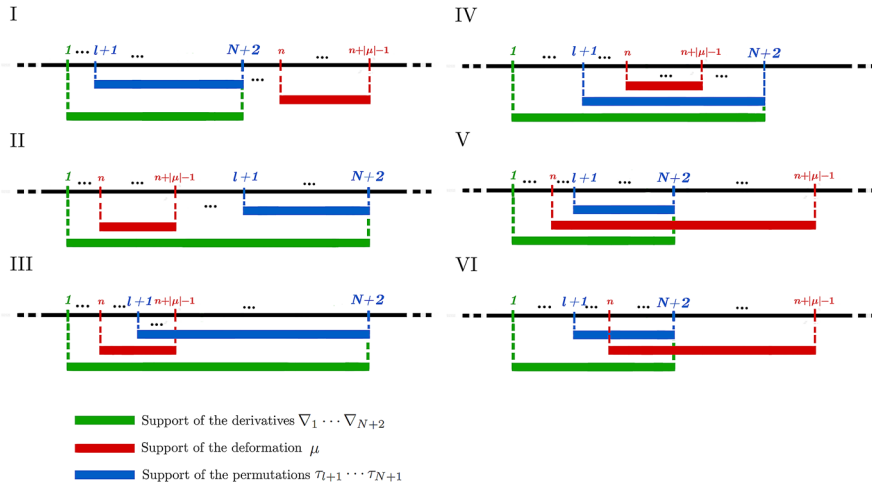 I
1 ... l+1 ... N+2 n ... n+|μ|−1
...
II
1 ... n ... n+|μ|−1 l+1 ... N+2
...
III
1 ... n ... l+1 n+|μ|−1 ... N+2
...
IV
1 ... l+1 ... n n+|μ|−1 N+2
... ...
V
1 ... n ... l+1 ... N+2 ... n+|μ|−1
VI
1 ... l+1 ... n N+2 ... n+|μ|−1
Support of the derivatives ∇₁ ··· ∇_{N+2}
Support of the deformation μ
Support of the permutations τ_{l+1} ··· τ_{N+1}